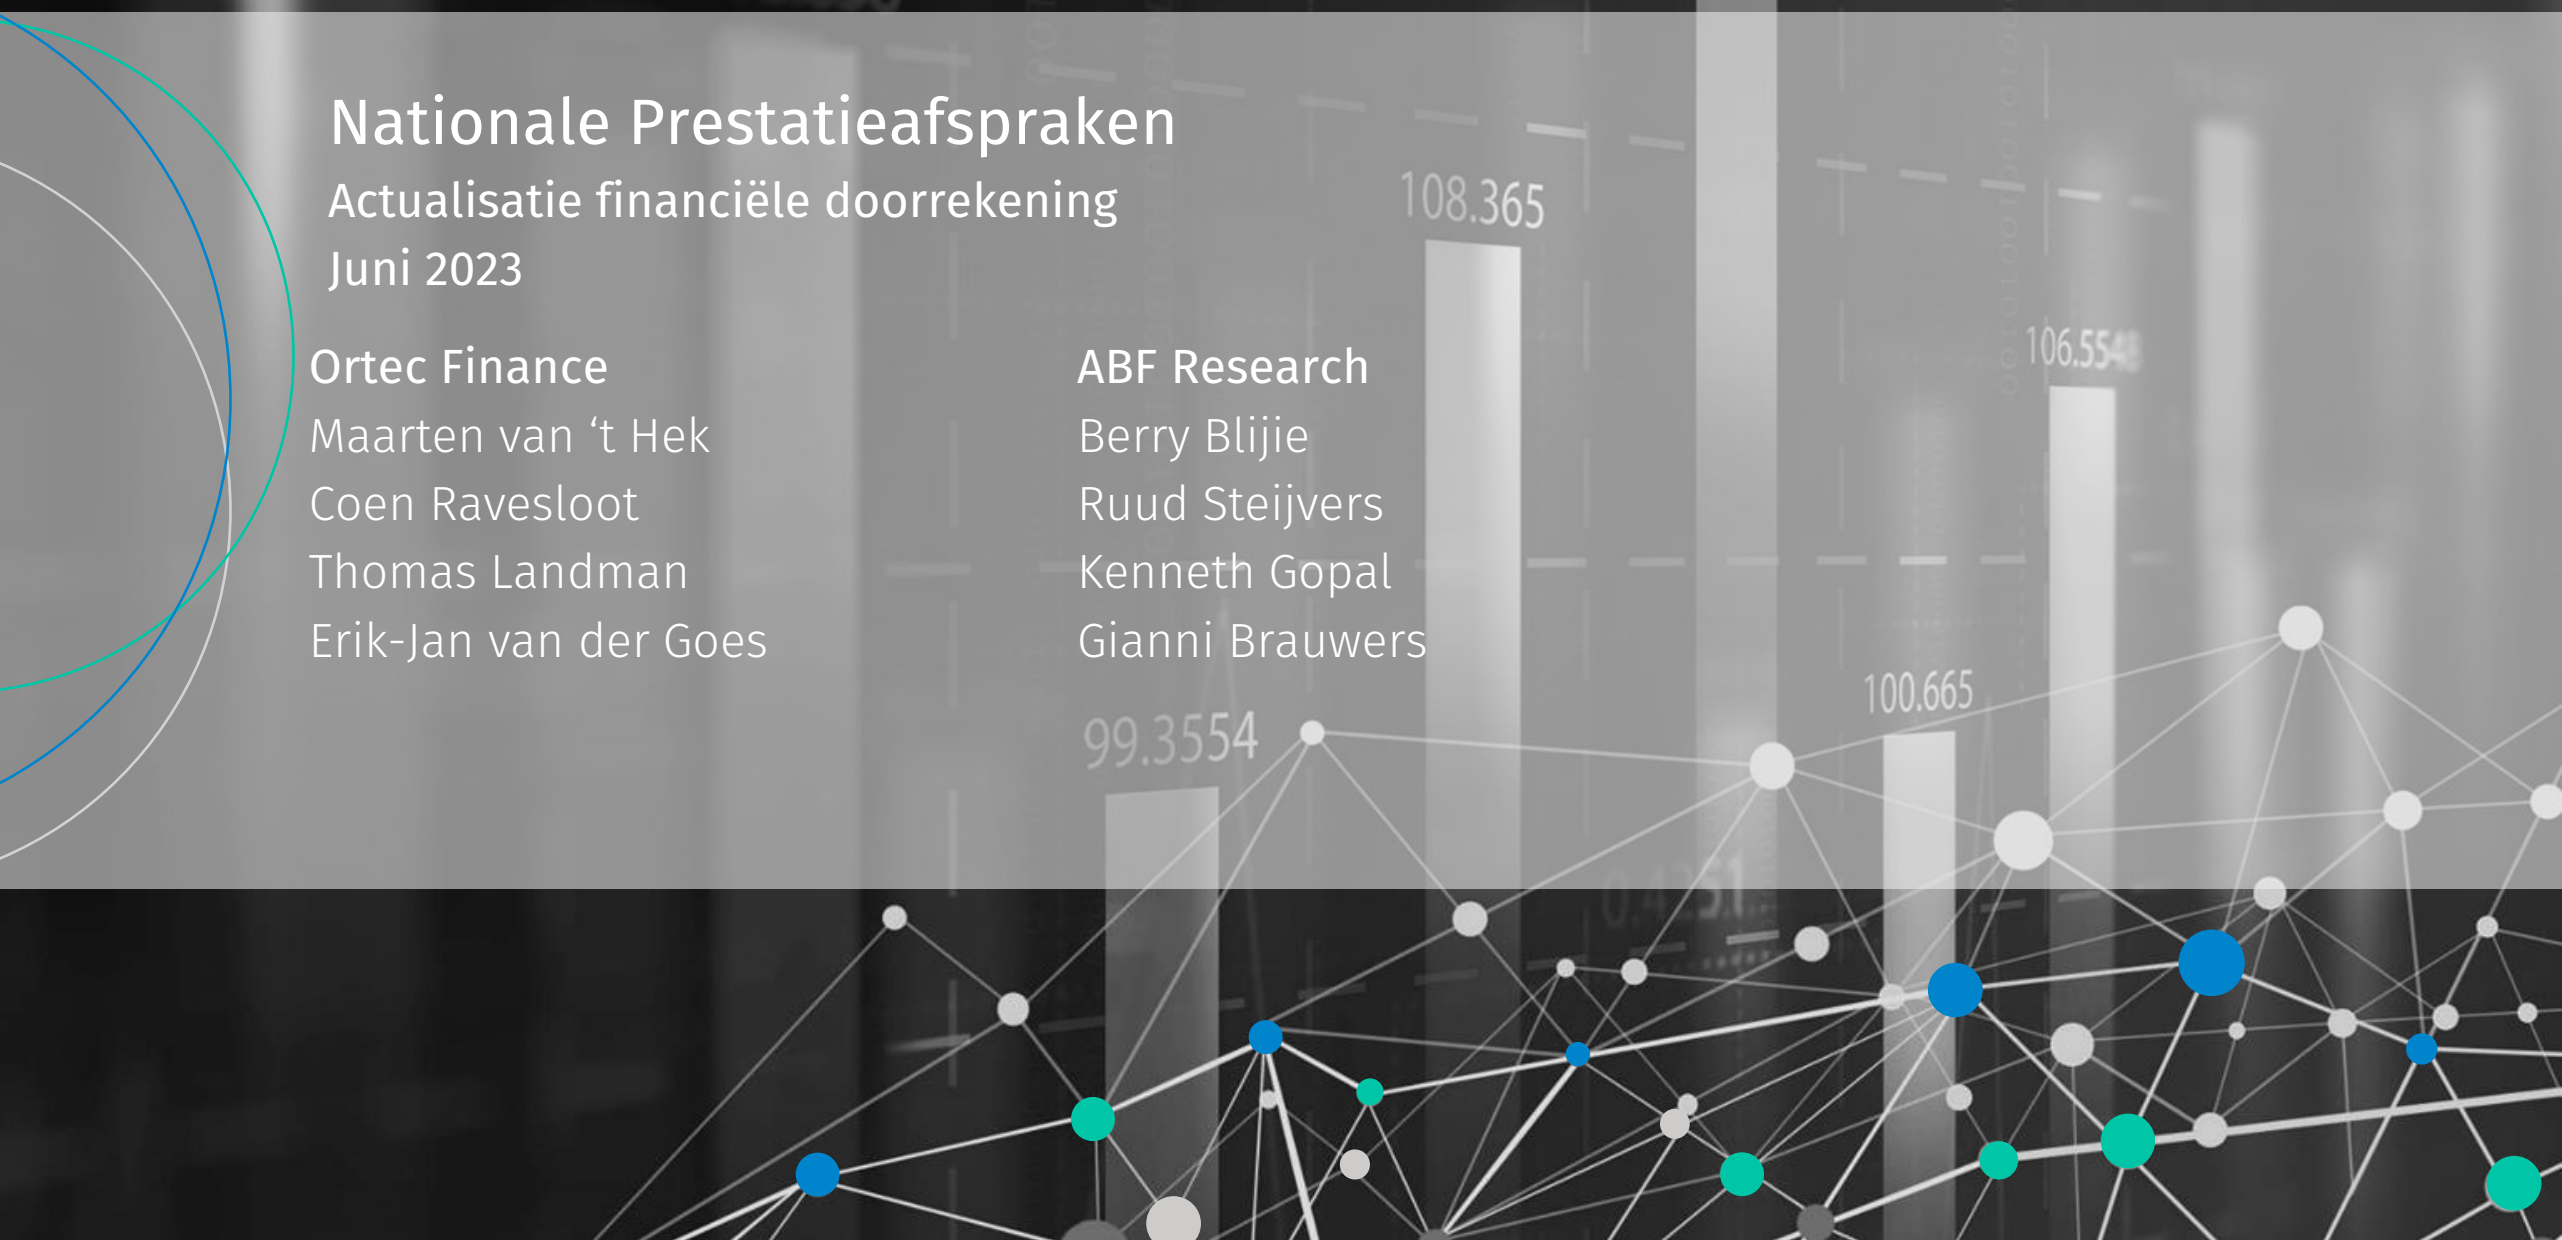 Nationale Prestatieafspraken
Actualisatie financiële doorrekening
Juni 2023
Ortec Finance
Maarten van ‘t Hek
Coen Ravesloot
Thomas Landman
Erik-Jan van der Goes
ABF Research
Berry Blijie
Ruud Steijvers
Kenneth Gopal
Gianni Brauwers
108.365
100.665
99.3554